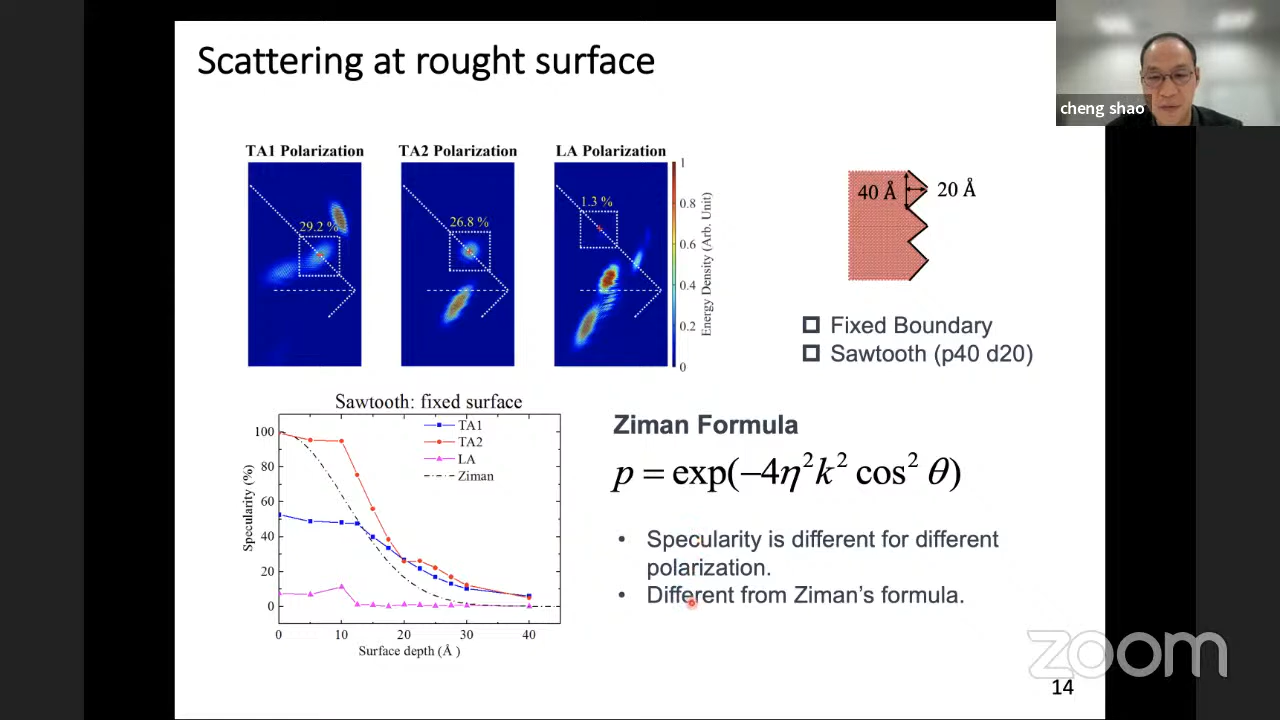 Scattering at rought surface
cheng shao
TA1 Polarization
TA2 Polarization
LA Polarization
29.2 %
26.8 %
1.3 %
1
0.8
0.6
0.4
0.2
0
Energy Density (Arb. Unit)
40 Å
20 Å
Fixed Boundary
Sawtooth (p40 d20)
Sawtooth: fixed surface
TA1
TA2
LA
Ziman
100
80
60
40
20
0
Specularity (%)
0 10 20 30 40
Surface depth (Å )
Ziman Formula
p = exp(−4η²k² cos² θ)
• Specularity is different for different
polarization.
• Different from Ziman's formula.
zoom
14